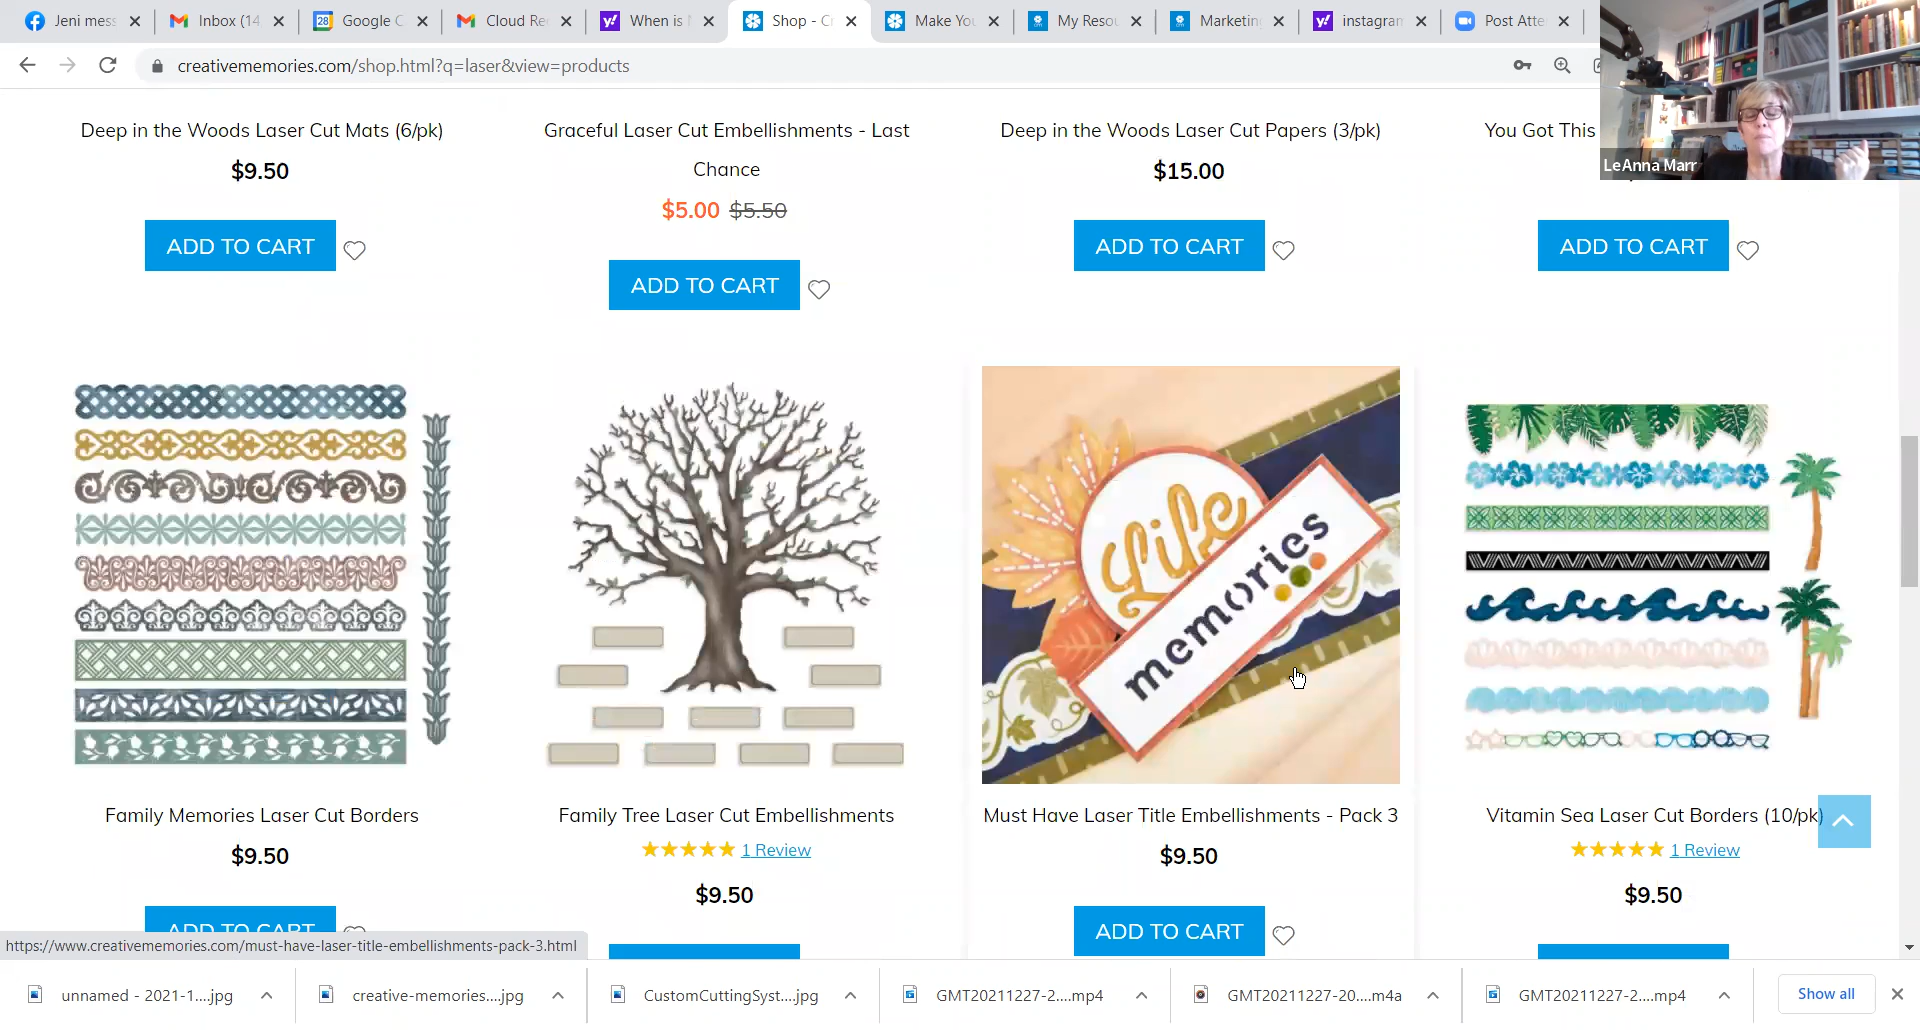 Jeni mess
Inbox (14
Google C
Cloud Rec
When is
Shop - Cr
Make You
My Resou
Marketing
instagram
Post Atte
creativememories.com/shop.html?q=laser&view=products
LeAnna Marr
Deep in the Woods Laser Cut Mats (6/pk)
$9.50
ADD TO CART
Graceful Laser Cut Embellishments - Last
Chance
$5.00 $5.50
ADD TO CART
Deep in the Woods Laser Cut Papers (3/pk)
$15.00
ADD TO CART
You Got This
ADD TO CART
Life
memories
Family Memories Laser Cut Borders
$9.50
ADD TO CART
Family Tree Laser Cut Embellishments
1 Review
$9.50
Must Have Laser Title Embellishments - Pack 3
$9.50
ADD TO CART
Vitamin Sea Laser Cut Borders (10/pk)
1 Review
$9.50
https://www.creativememories.com/must-have-laser-title-embellishments-pack-3.html
unnamed - 2021-1....jpg
creative-memories....jpg
CustomCuttingSyst....jpg
GMT20211227-2....mp4
GMT20211227-20....m4a
GMT20211227-2....mp4
Show all